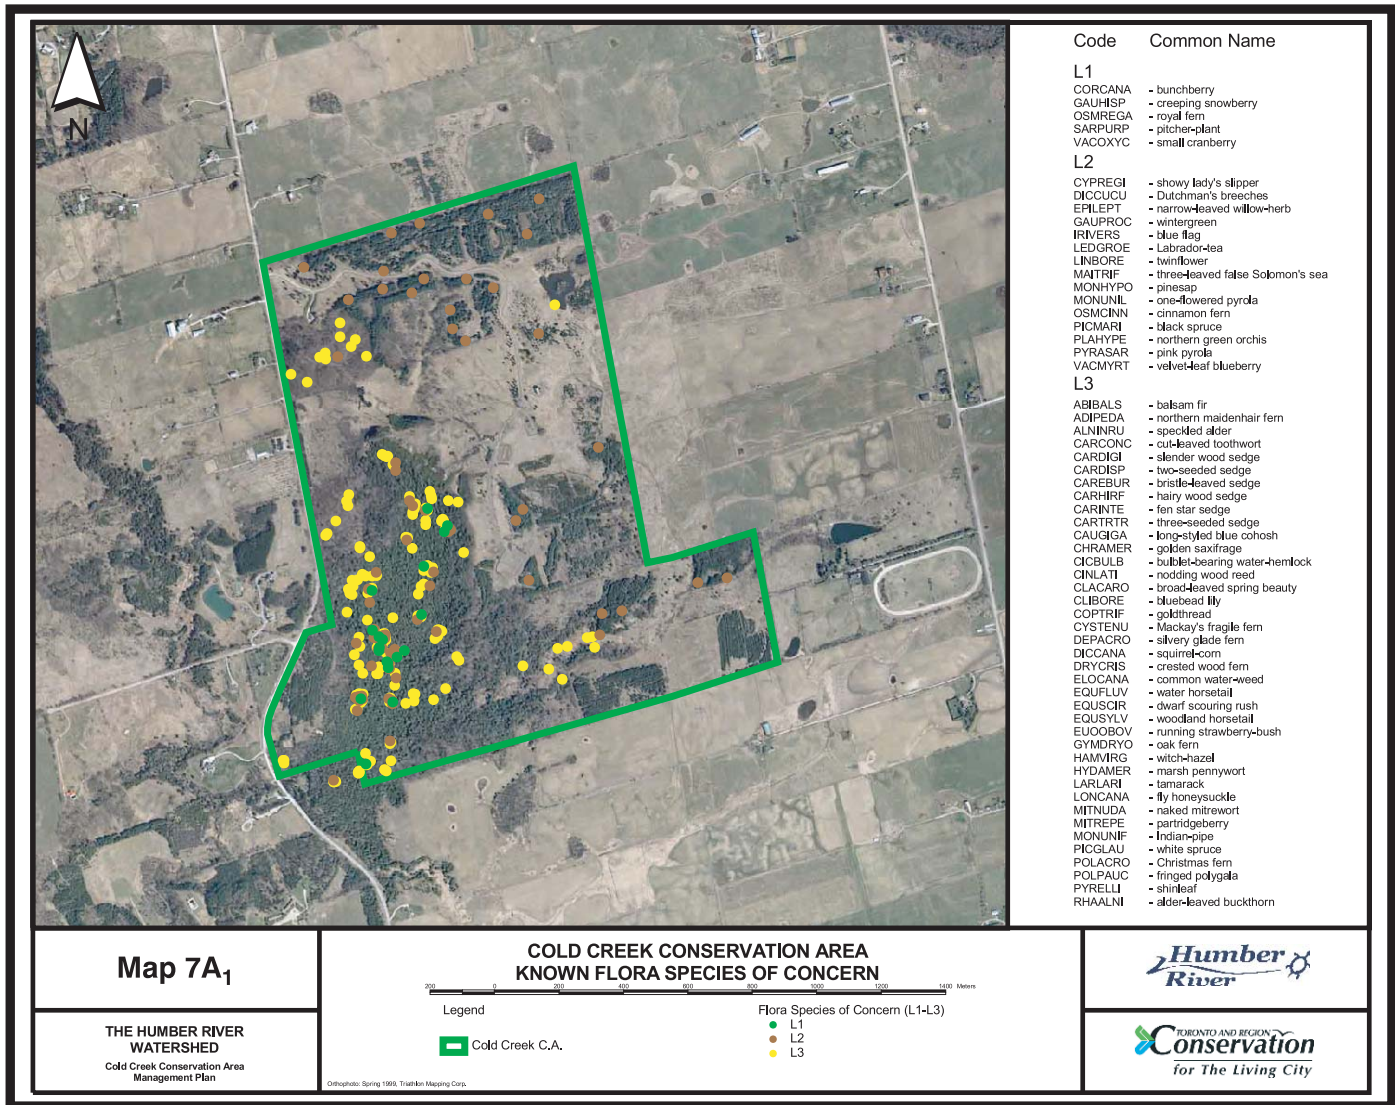 N
Code Common Name
L1
CORCANA - bunchberry
GAUHISP - creeping snowberry
OSMREGA - royal fern
SARPURP - pitcher-plant
VACOXYC - small cranberry
L2
CYPREGI - showy lady's slipper
DICCUCU - Dutchman's breeches
EPILEPT - narrow-leaved willow-herb
GAUPROC - wintergreen
IRIVERS - blue flag
LEDGROE - Labrador-tea
LINBORE - twinflower
MAITRIF - three-leaved false Solomon's sea
MONHYPO - pinesap
MONUNIL - one-flowered pyrola
OSMCINN - cinnamon fern
PICMARI - black spruce
PLAHYPE - northern green orchis
PYRASAR - pink pyrola
VACMYRT - velvet-leaf blueberry
L3
ABIBALS - balsam fir
ADIPEDA - northern maidenhair fern
ALNINRU - speckled alder
CARCONC - cut-leaved toothwort
CARDIGI - slender wood sedge
CARDISP - two-seeded sedge
CAREBUR - bristle-leaved sedge
CARHIRF - hairy wood sedge
CARINTE - fen star sedge
CARTRTR - three-seeded sedge
CAUGIGA - long-styled blue cohosh
CHRAMER - golden saxifrage
CICBULB - bulblet-bearing water-hemlock
CINLATI - nodding wood reed
CLACARO - broad-leaved spring beauty
CLIBORE - bluebead lily
COPTRIF - goldthread
CYSTENU - Mackay's fragile fern
DEPACRO - silvery glade fern
DICCANA - squirrel-corn
DRYCRIS - crested wood fern
ELOCANA - common water-weed
EQUFLUV - water horsetail
EQUSCIR - dwarf scouring rush
EQUSYLV - woodland horsetail
EUOOBOV - running strawberry-bush
GYMDRYO - oak fern
HAMVIRG - witch-hazel
HYDAMER - marsh pennywort
LARLARI - tamarack
LONCANA - fly honeysuckle
MITNUDA - naked mitrewort
MITREPE - partridgeberry
MONUNIF - Indian-pipe
PICGLAU - white spruce
POLACRO - Christmas fern
POLPAUC - fringed polygala
PYRELLI - shinleaf
RHAALNI - alder-leaved buckthorn
Map 7A1
THE HUMBER RIVER
WATERSHED
Cold Creek Conservation Area
Management Plan
COLD CREEK CONSERVATION AREA
KNOWN FLORA SPECIES OF CONCERN
200 0 200 400 600 800 1000 1200 1400 Meters
Legend
Cold Creek C.A.
Flora Species of Concern (L1-L3)
L1
L2
L3
Orthophoto: Spring 1999, Triathlon Mapping Corp.
Humber
River
TORONTO AND REGION
Conservation
for The Living City